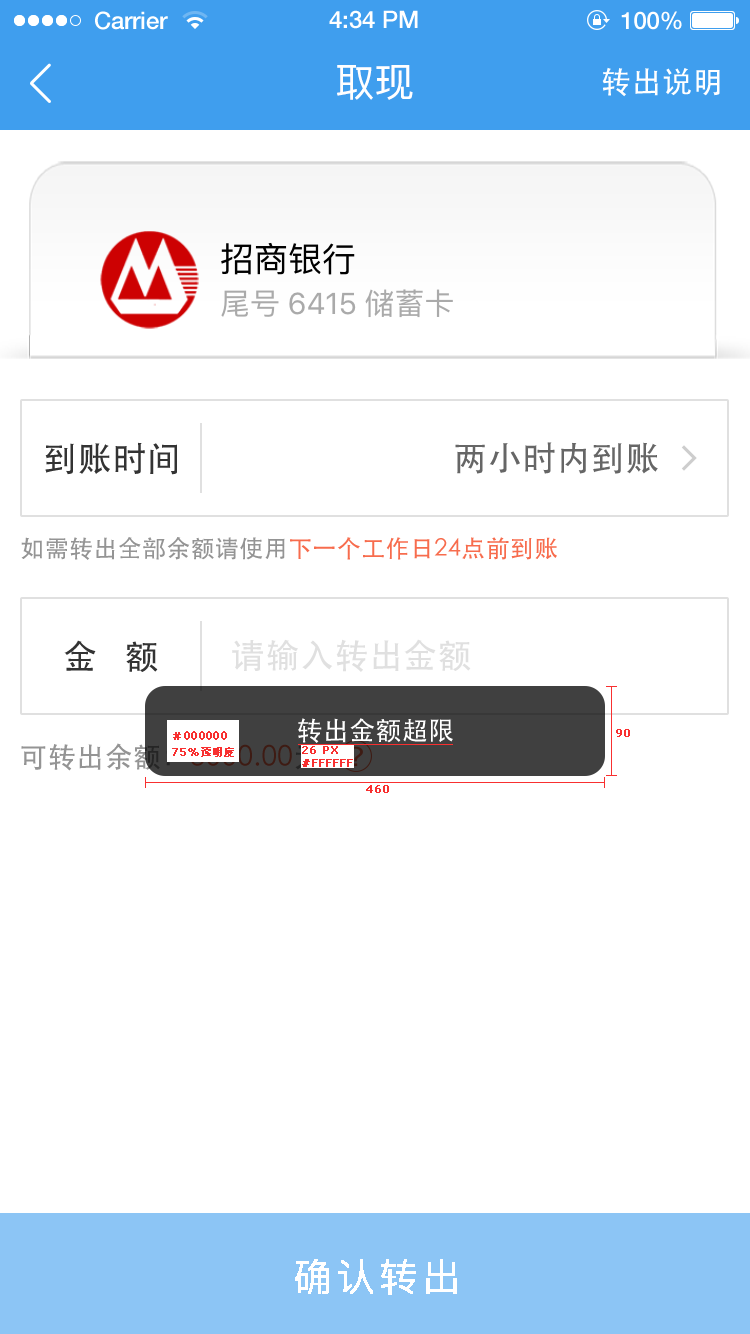 Carrier 4:34 PM 100%
取现 转出说明
招商银行
尾号 6415 储蓄卡
到账时间 两小时内到账
如需转出全部余额请使用下一个工作日24点前到账
金 额 请输入转出金额
转出金额超限
#000000
75%透明度
26 PX
#FFFFFF
90
可转出余额
460
确认转出